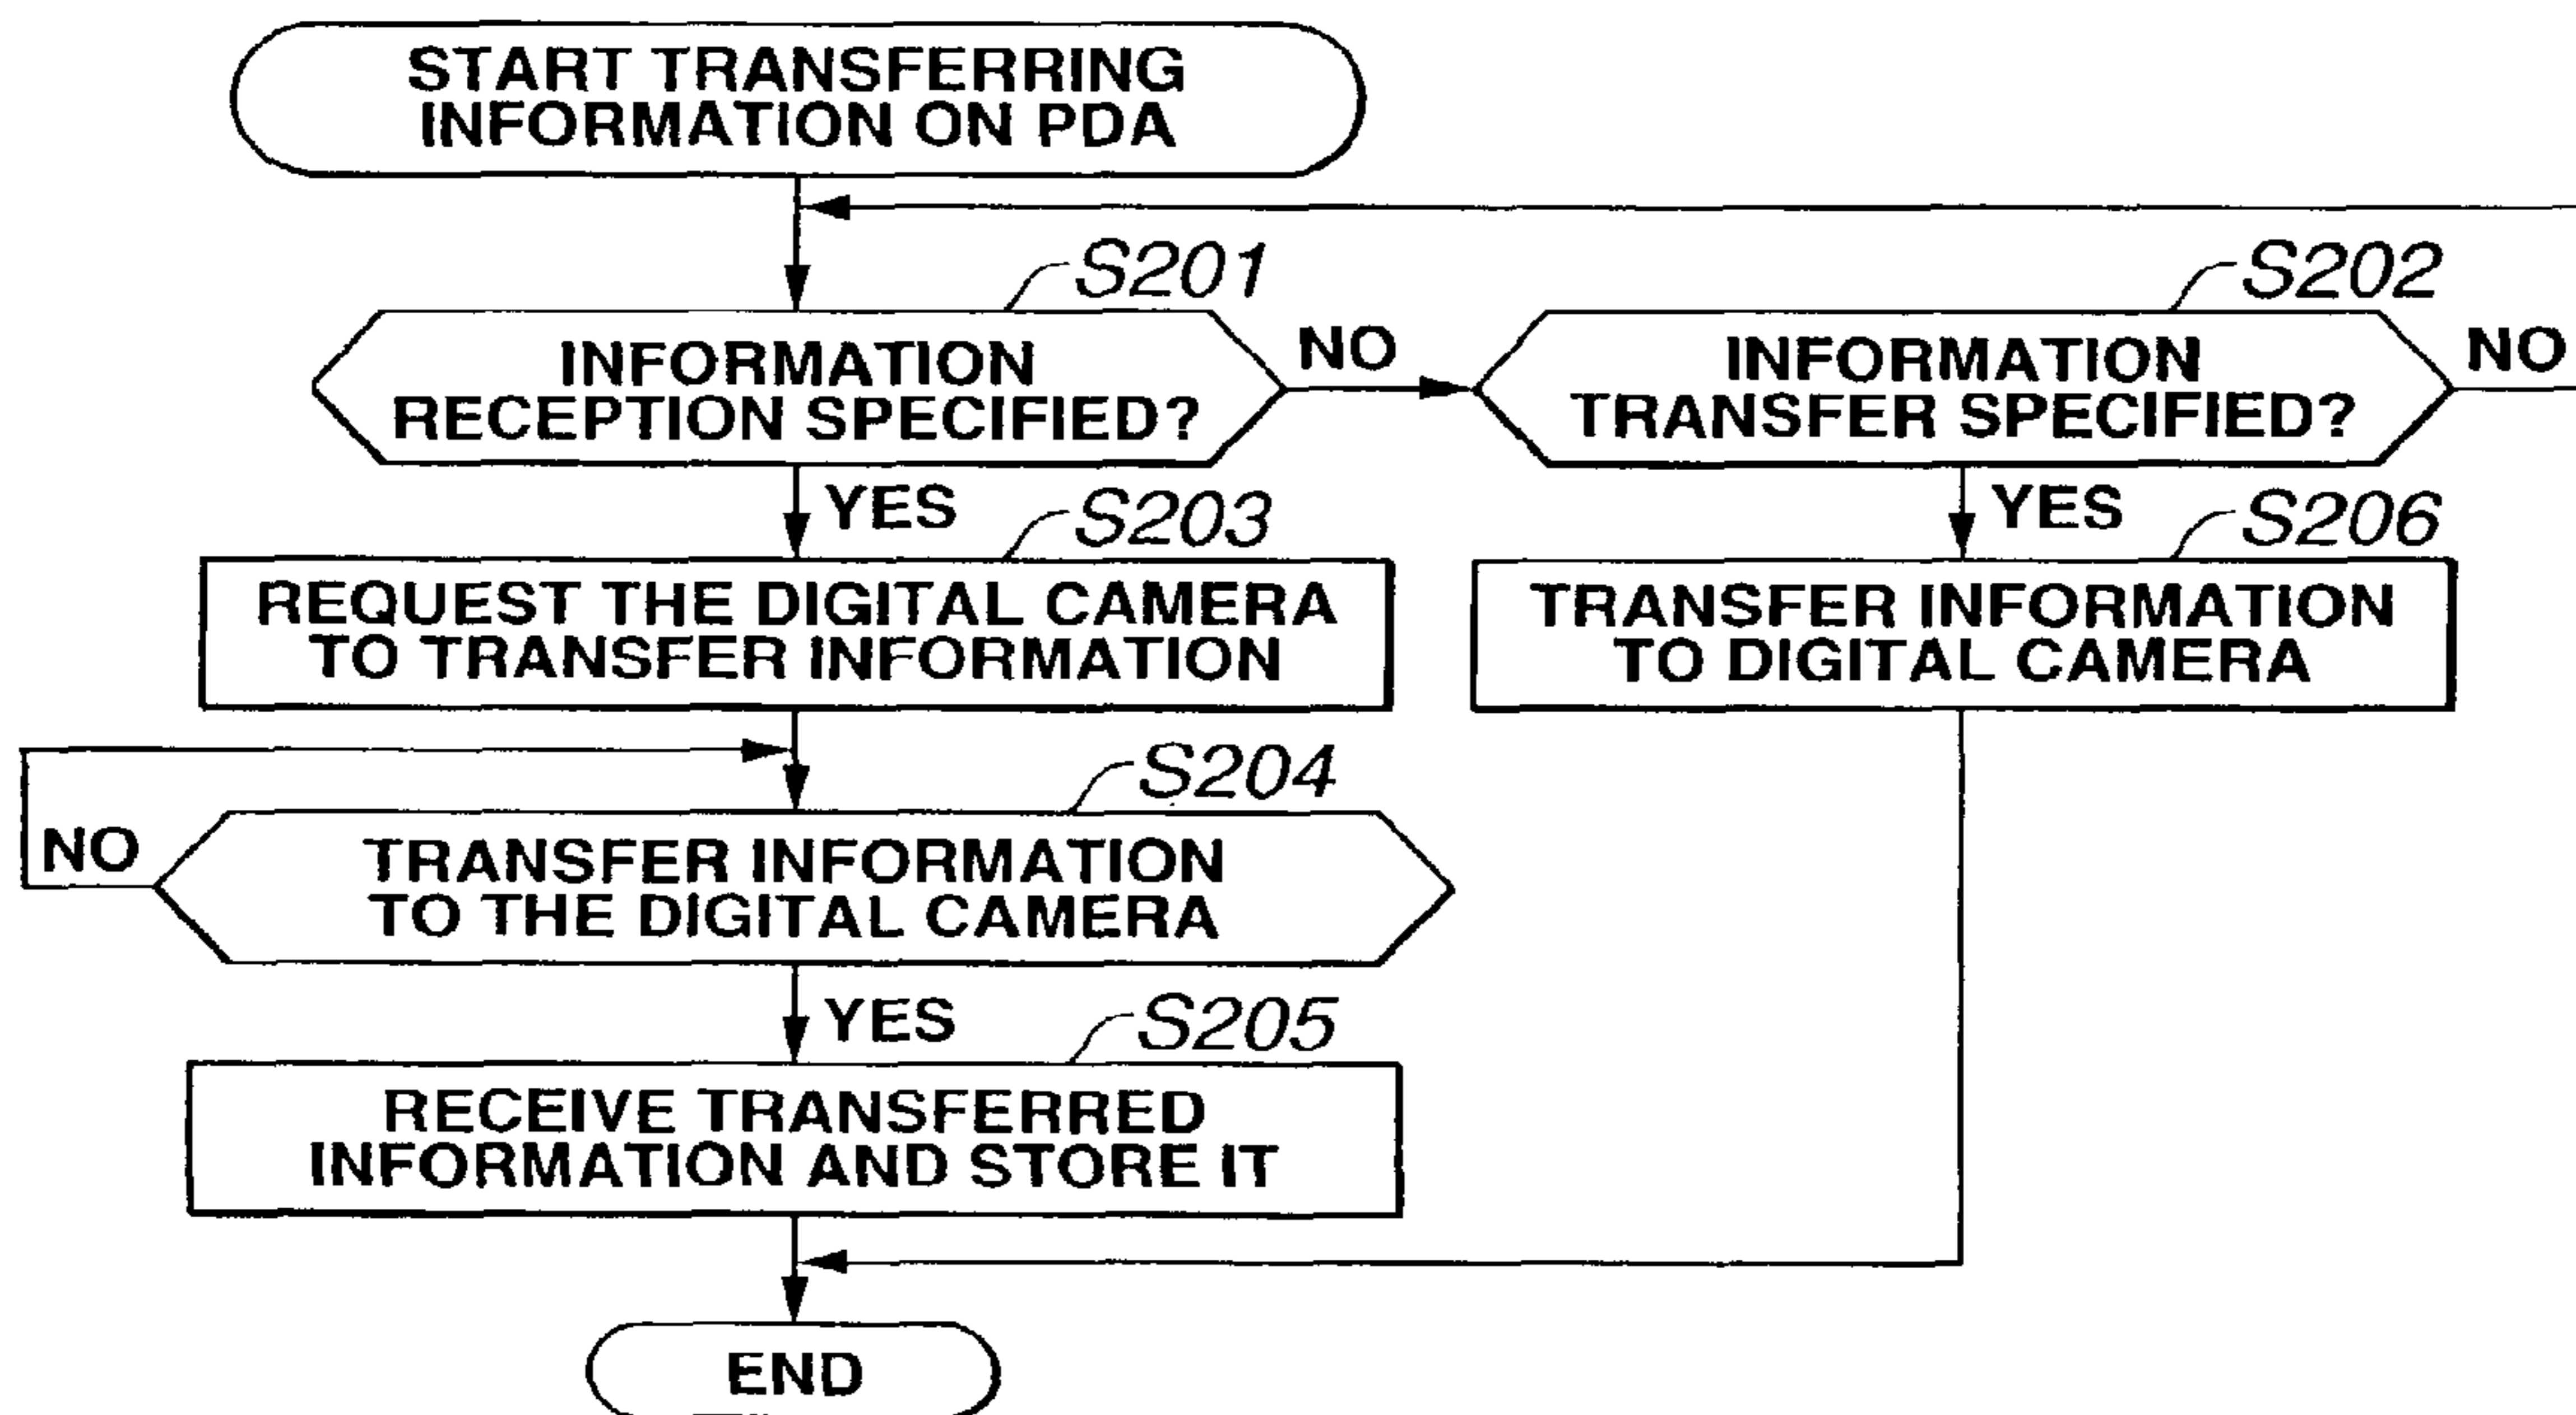 START TRANSFERRING
INFORMATION ON PDA
S201
INFORMATION
RECEPTION SPECIFIED?
NO
S202
INFORMATION
TRANSFER SPECIFIED?
NO
YES
S203
REQUEST THE DIGITAL CAMERA
TO TRANSFER INFORMATION
YES
S206
TRANSFER INFORMATION
TO DIGITAL CAMERA
S204
NO
TRANSFER INFORMATION
TO THE DIGITAL CAMERA
YES
S205
RECEIVE TRANSFERRED
INFORMATION AND STORE IT
END